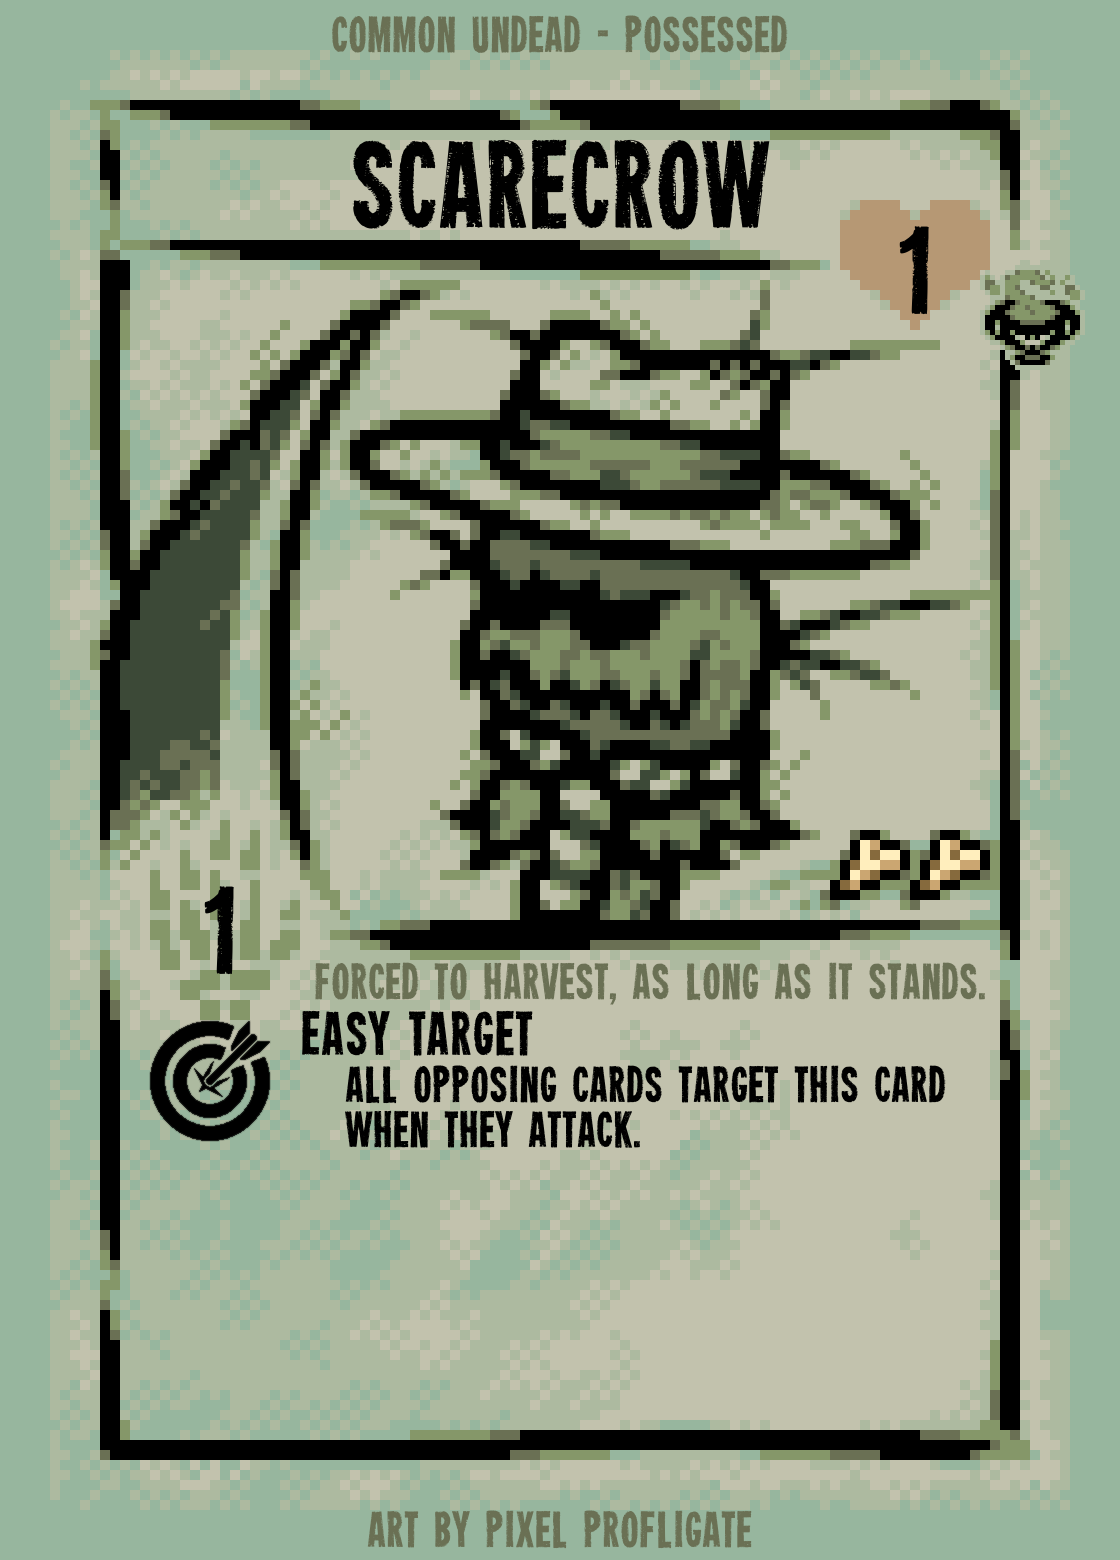 COMMON UNDEAD - POSSESSED
SCARECROW
1
1
FORCED TO HARVEST, AS LONG AS IT STANDS.
EASY TARGET
ALL OPPOSING CARDS TARGET THIS CARD
WHEN THEY ATTACK.
ART BY PIXEL PROFLIGATE